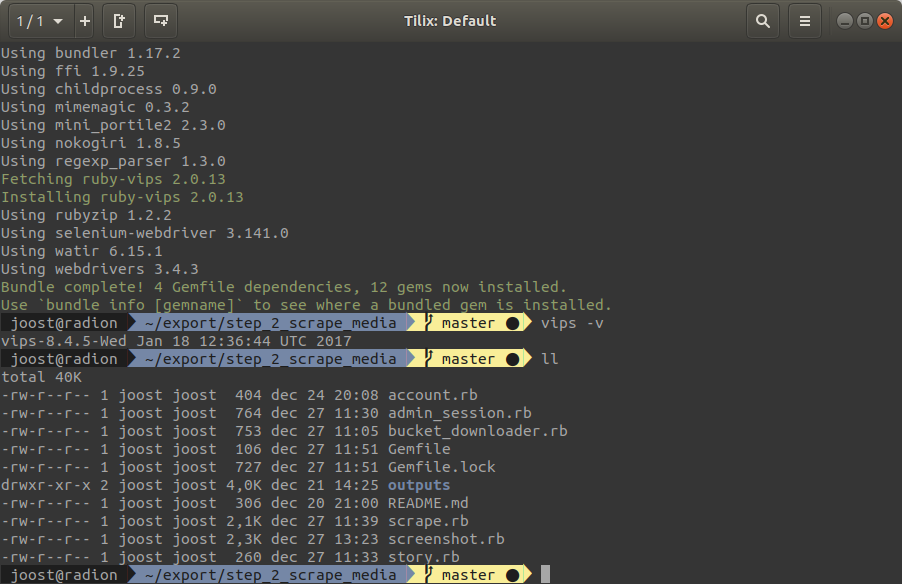 1 / 1
Tilix: Default
Using bundler 1.17.2
Using ffi 1.9.25
Using childprocess 0.9.0
Using mimemagic 0.3.2
Using mini_portile2 2.3.0
Using nokogiri 1.8.5
Using regexp_parser 1.3.0
Fetching ruby-vips 2.0.13
Installing ruby-vips 2.0.13
Using rubyzip 1.2.2
Using selenium-webdriver 3.141.0
Using watir 6.15.1
Using webdrivers 3.4.3
Bundle complete! 4 Gemfile dependencies, 12 gems now installed.
Use `bundle info [gemname]` to see where a bundled gem is installed.
joost@radion ~/export/step_2_scrape_media master ● vips -v
vips-8.4.5-Wed Jan 18 12:36:44 UTC 2017
joost@radion ~/export/step_2_scrape_media master ● ll
total 40K
-rw-r--r-- 1 joost joost  404 dec 24 20:08 account.rb
-rw-r--r-- 1 joost joost  764 dec 27 11:30 admin_session.rb
-rw-r--r-- 1 joost joost  753 dec 27 11:05 bucket_downloader.rb
-rw-r--r-- 1 joost joost  106 dec 27 11:51 Gemfile
-rw-r--r-- 1 joost joost  727 dec 27 11:51 Gemfile.lock
drwxr-xr-x 2 joost joost 4,0K dec 21 14:25 outputs
-rw-r--r-- 1 joost joost  306 dec 20 21:00 README.md
-rw-r--r-- 1 joost joost 2,1K dec 27 11:39 scrape.rb
-rw-r--r-- 1 joost joost 2,3K dec 27 13:23 screenshot.rb
-rw-r--r-- 1 joost joost  260 dec 27 11:33 story.rb
joost@radion ~/export/step_2_scrape_media master ●